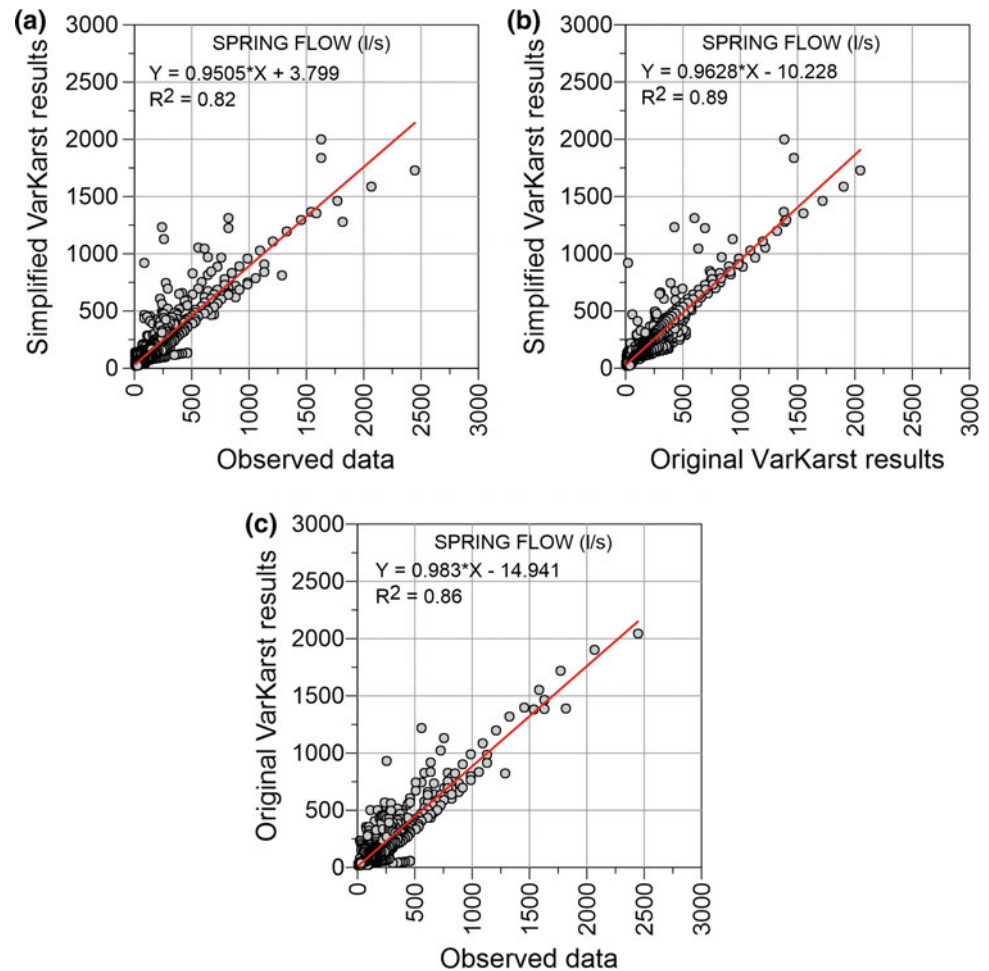 (a)
SPRING FLOW (l/s)
Y = 0.9505*X + 3.799
R2 = 0.82
Simplified VarKarst results
3000
2500
2000
1500
1000
500
0
0 500 1000 1500 2000 2500 3000
Observed data
(b)
SPRING FLOW (l/s)
Y = 0.9628*X - 10.228
R2 = 0.89
Simplified VarKarst results
3000
2500
2000
1500
1000
500
0
0 500 1000 1500 2000 2500 3000
Original VarKarst results
(c)
SPRING FLOW (l/s)
Y = 0.983*X - 14.941
R2 = 0.86
Original VarKarst results
3000
2500
2000
1500
1000
500
0
0 500 1000 1500 2000 2500 3000
Observed data